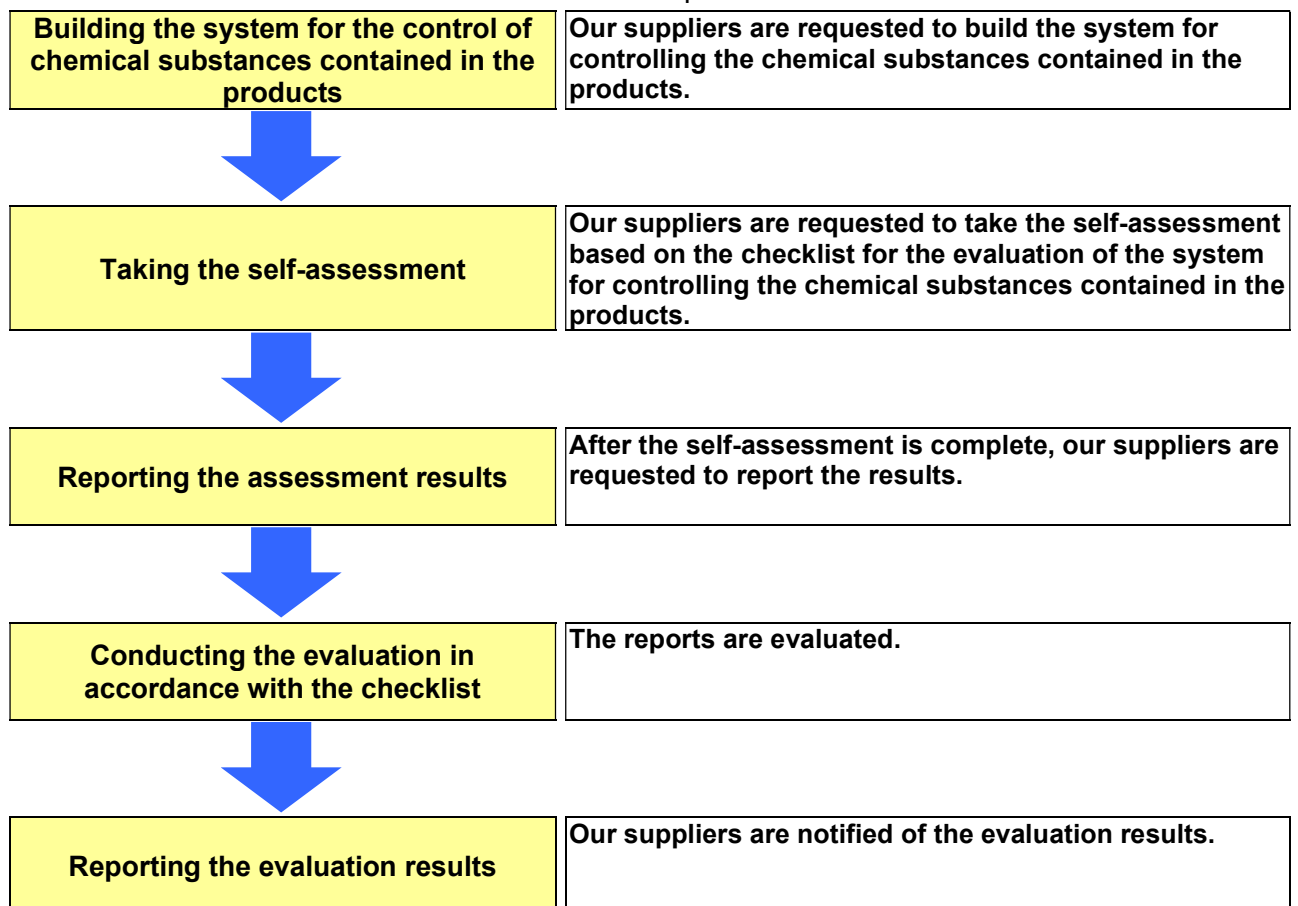 Building the system for the control of
chemical substances contained in the
products
Our suppliers are requested to build the system for
controlling the chemical substances contained in the
products.
Taking the self-assessment
Our suppliers are requested to take the self-assessment
based on the checklist for the evaluation of the system
for controlling the chemical substances contained in the
products.
Reporting the assessment results
After the self-assessment is complete, our suppliers are
requested to report the results.
Conducting the evaluation in
accordance with the checklist
The reports are evaluated.
Reporting the evaluation results
Our suppliers are notified of the evaluation results.